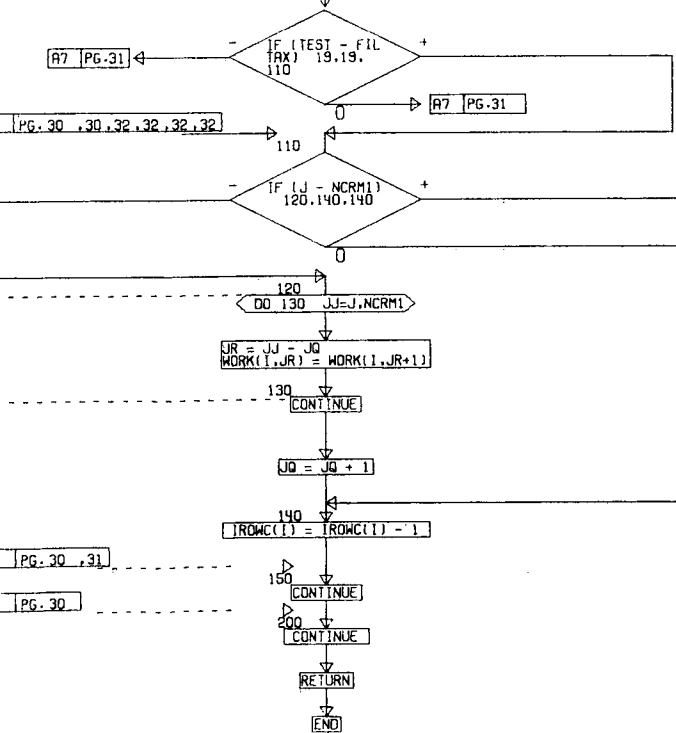 IF (TEST - FIL
TAX) 19,19,
110
-
+
A7 PG.31
0
A7 PG.31
PG. 30 ,30,32,32,32,32
110
IF (J - NCRM1)
120,140,140
-
+
0
120
DO 130 JJ=J,NCRM1
JR = JJ - JQ
WORK(I,JR) = WORK(I,JR+1)
130
CONTINUE
JQ = JQ + 1
140
IROWC(I) = IROWC(I) - 1
PG. 30 ,31
150
CONTINUE
PG. 30
200
CONTINUE
RETURN
END